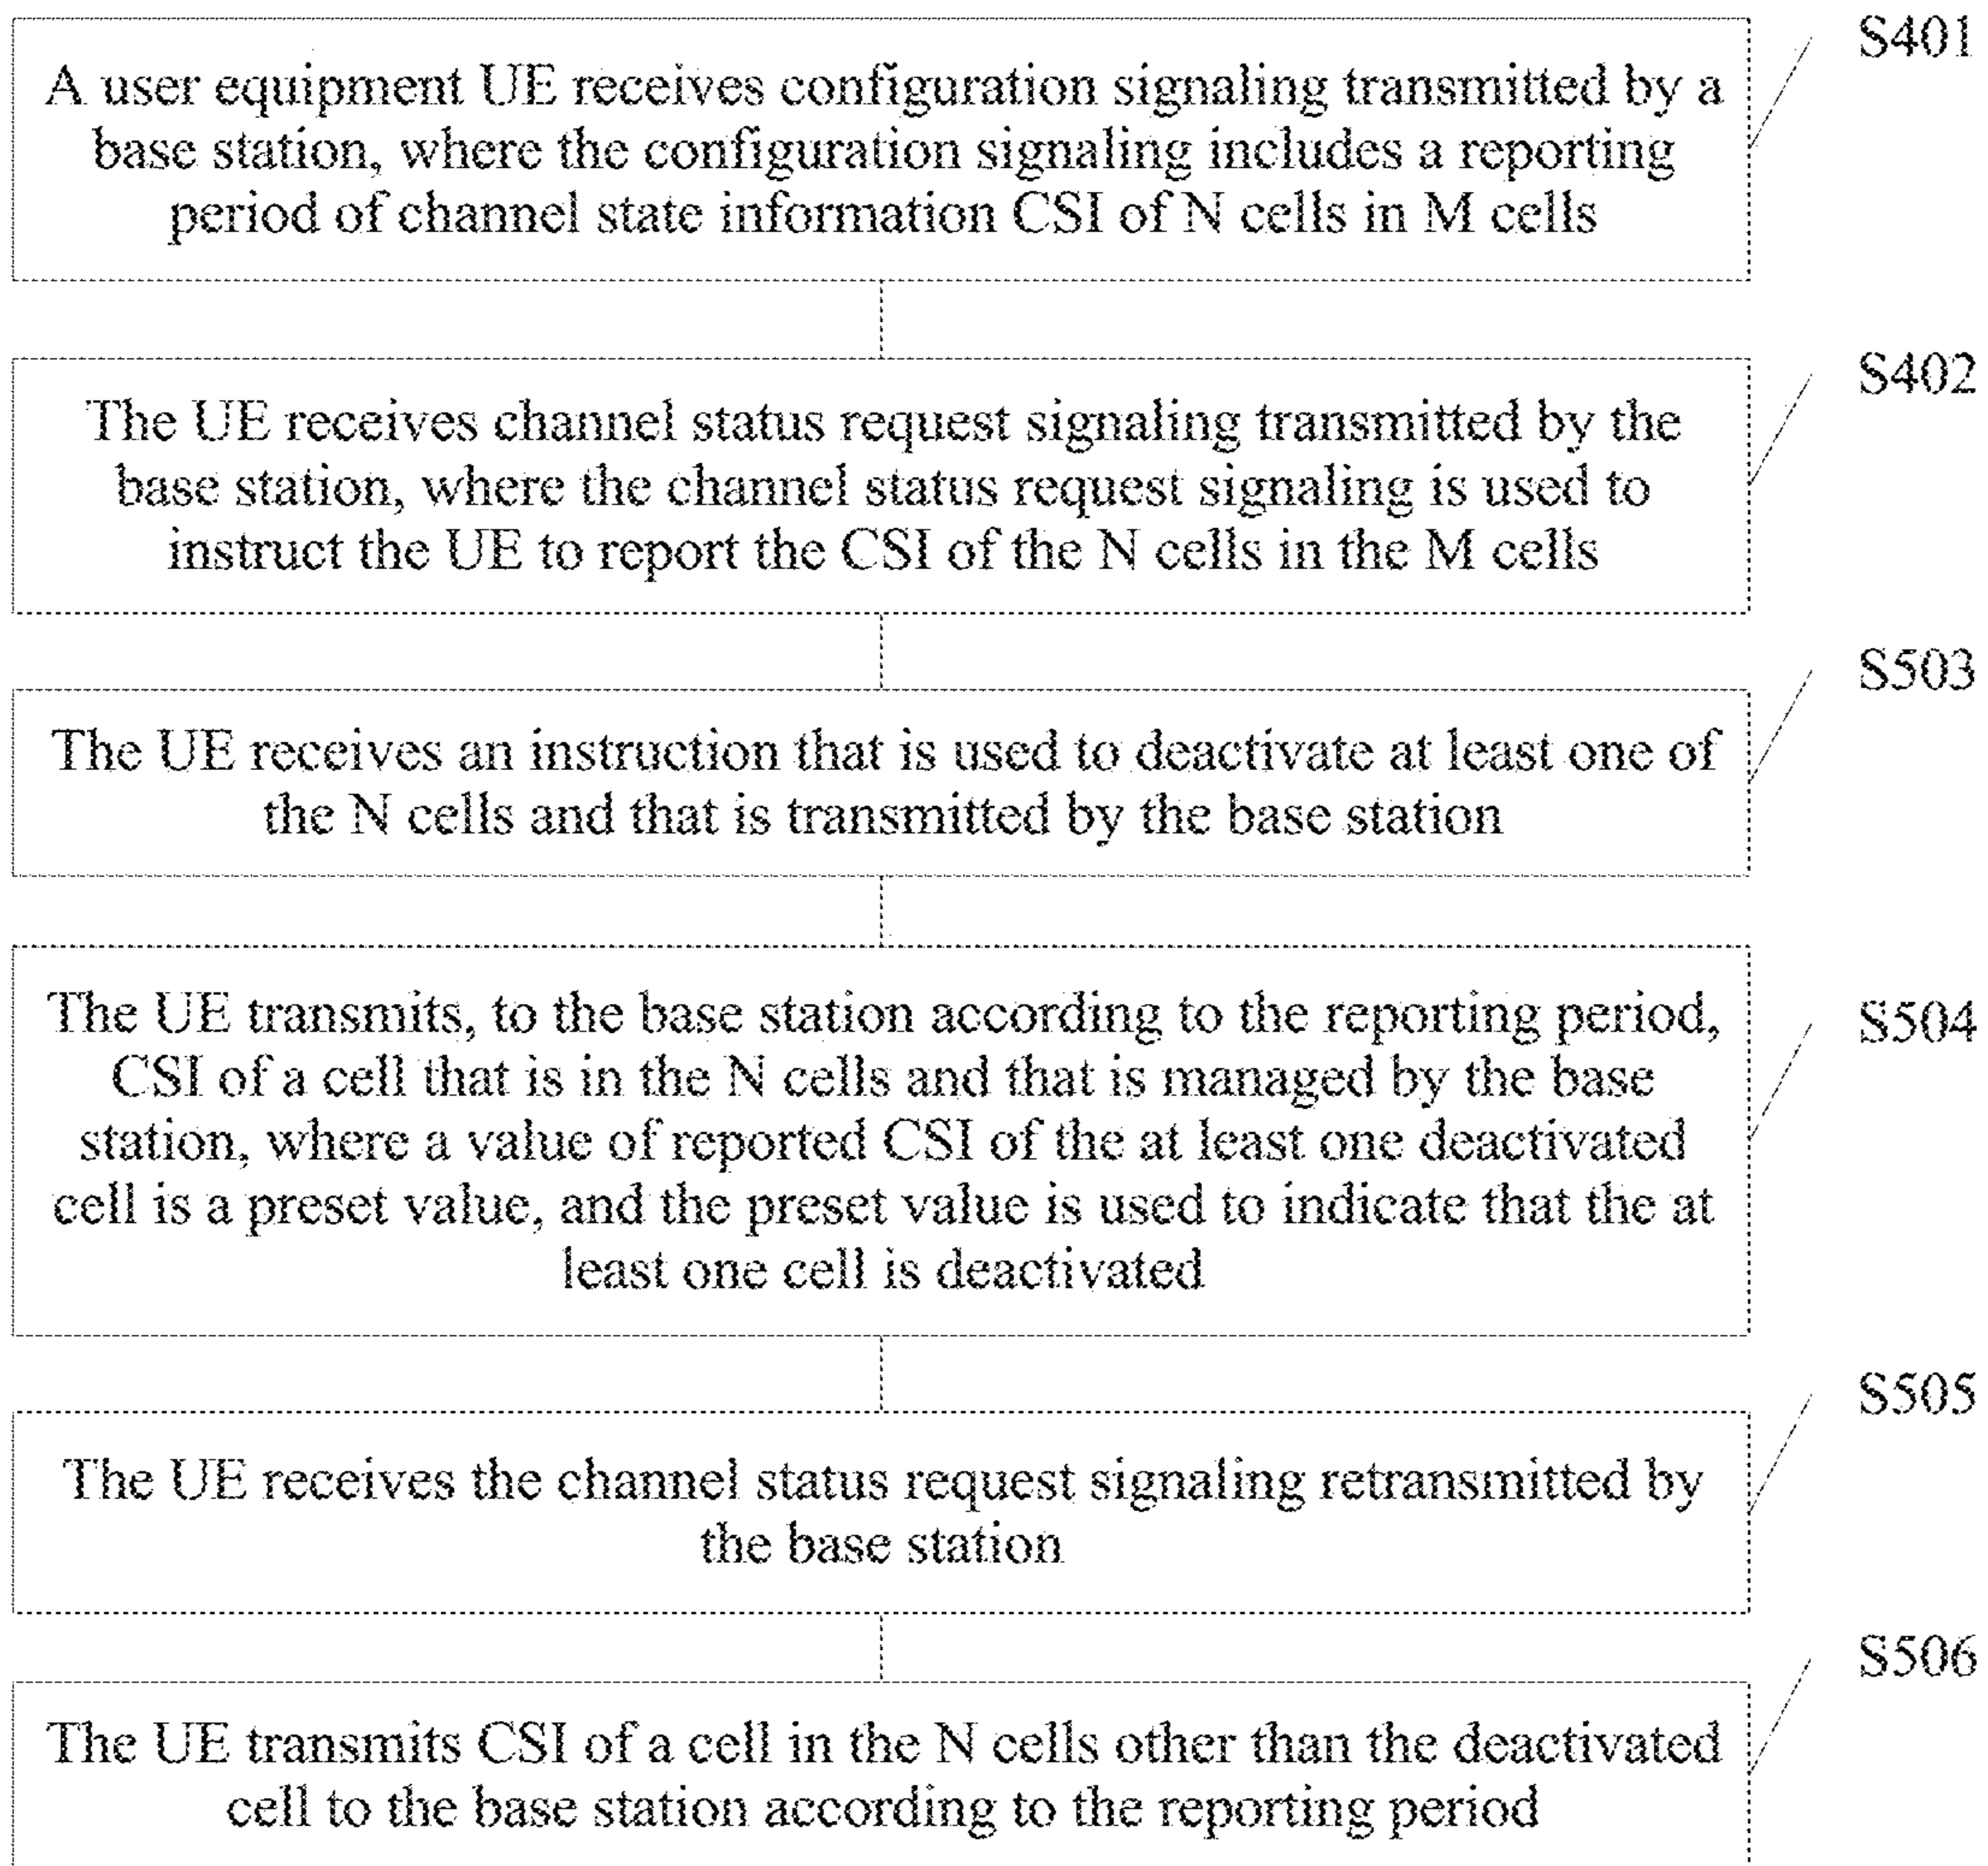 S401
A user equipment UE receives configuration signaling transmitted by a
base station, where the configuration signaling includes a reporting
period of channel state information CSI of N cells in M cells
S402
The UE receives channel status request signaling transmitted by the
base station, where the channel status request signaling is used to
instruct the UE to report the CSI of the N cells in the M cells
S503
The UE receives an instruction that is used to deactivate at least one of
the N cells and that is transmitted by the base station
S504
The UE transmits, to the base station according to the reporting period,
CSI of a cell that is in the N cells and that is managed by the base
station, where a value of reported CSI of the at least one deactivated
cell is a preset value, and the preset value is used to indicate that the at
least one cell is deactivated
S505
The UE receives the channel status request signaling retransmitted by
the base station
S506
The UE transmits CSI of a cell in the N cells other than the deactivated
cell to the base station according to the reporting period